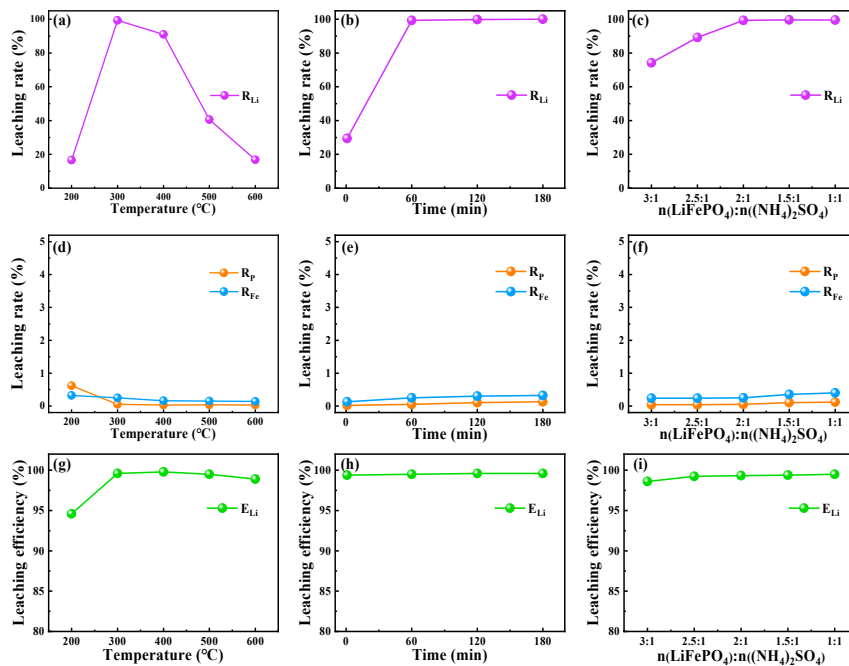 (a)
100
80
60
40
20
0
Leaching rate (%)
R_Li
200 300 400 500 600
Temperature (℃)
(b)
100
80
60
40
20
0
Leaching rate (%)
R_Li
0 60 120 180
Time (min)
(c)
100
80
60
40
20
0
Leaching rate (%)
R_Li
3:1 2.5:1 2:1 1.5:1 1:1
n(LiFePO₄):n((NH₄)₂SO₄)
(d)
5
4
3
2
1
0
Leaching rate (%)
R_P
R_Fe
200 300 400 500 600
Temperature (℃)
(e)
5
4
3
2
1
0
Leaching rate (%)
R_P
R_Fe
0 60 120 180
Time (min)
(f)
5
4
3
2
1
0
Leaching rate (%)
R_P
R_Fe
3:1 2.5:1 2:1 1.5:1 1:1
n(LiFePO₄):n((NH₄)₂SO₄)
(g)
100
95
90
85
80
Leaching efficiency (%)
E_Li
200 300 400 500 600
Temperature (℃)
(h)
100
95
90
85
80
Leaching efficiency (%)
E_Li
0 60 120 180
Time (min)
(i)
100
95
90
85
80
Leaching efficiency (%)
E_Li
3:1 2.5:1 2:1 1.5:1 1:1
n(LiFePO₄):n((NH₄)₂SO₄)